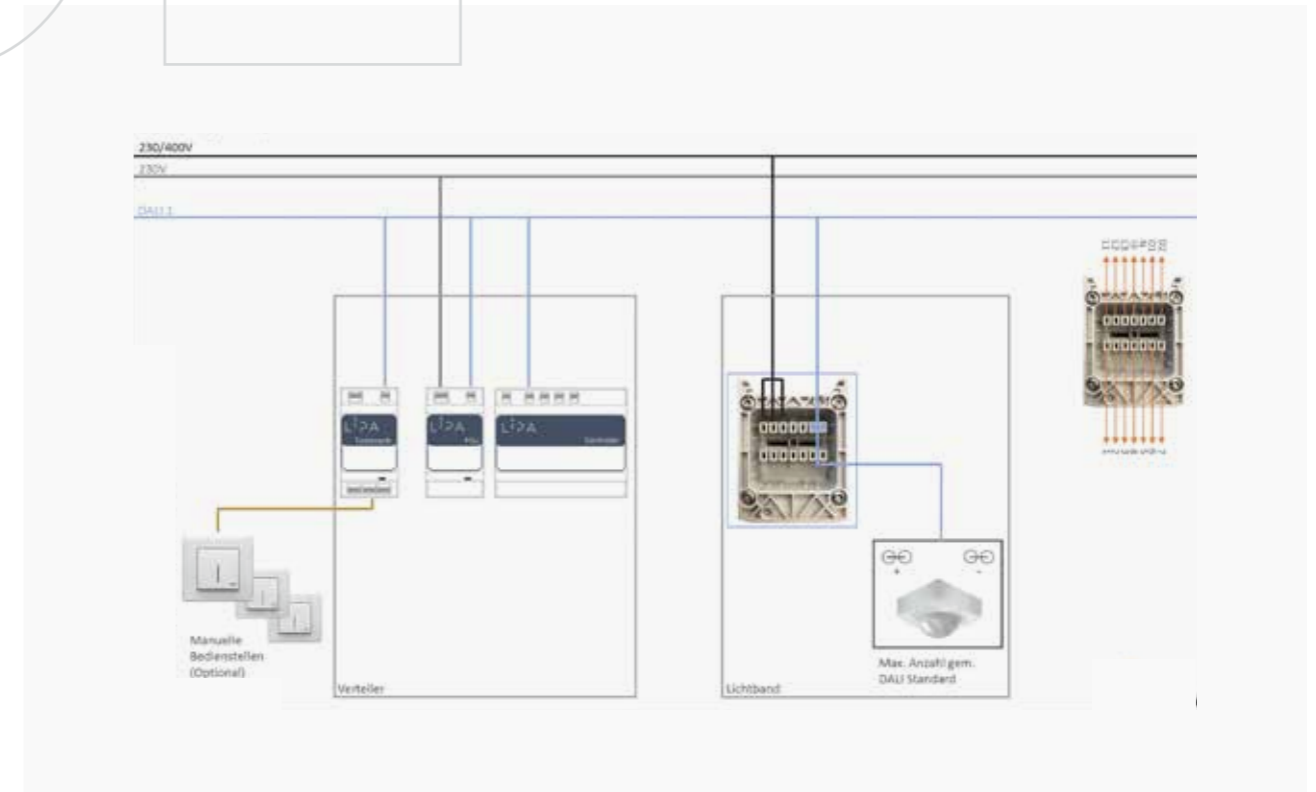 230/400V
230V
DALI 1
LiPA
LiPA
PSU
LiPA
Controller
+
-
Manuelle
Bedienstellen
(Optional)
Max. Anzahl gem.
DALI Standard
Verteiler
Lichtband